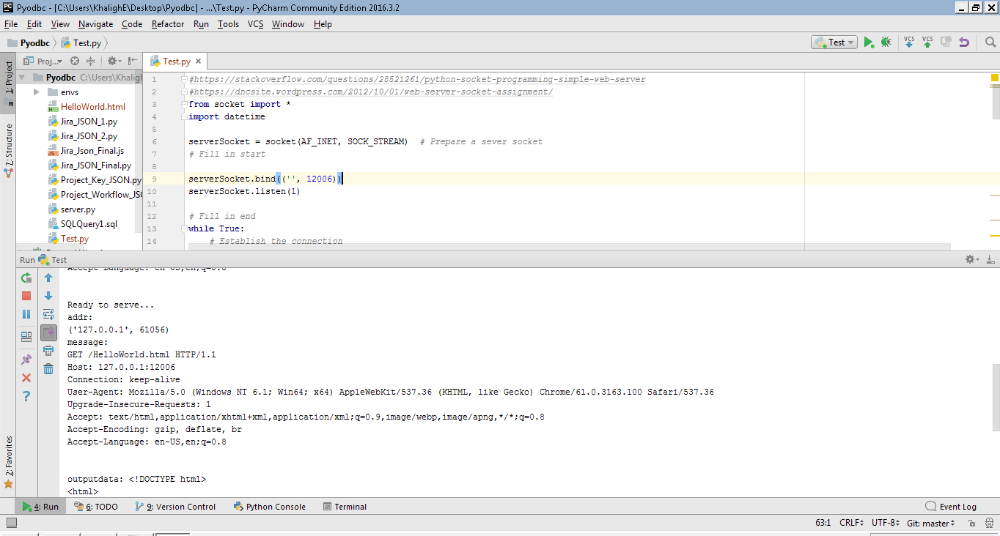 Pyodbc - [C:\Users\KhalighE\Desktop\Pyodbc] - ...\Test.py - PyCharm Community Edition 2016.3.2
File Edit View Navigate Code Refactor Run Tools VCS Window Help
Pyodbc Test.py
Test
VCS VCS
1: Project
7: Structure
2: Favorites
Proj...
Pyodbc C:\Users\Khaligh
envs
HelloWorld.html
Jira_JSON_1.py
Jira_JSON_2.py
Jira_Json_Final.js
Jira_JSON_Final.py
Project_Key_JSON.py
Project_Workflow_JSO
server.py
SQLQuery1.sql
Test.py
Test.py
1 #https://stackoverflow.com/questions/28521261/python-socket-programming-simple-web-server
2 #https://dncsite.wordpress.com/2012/10/01/web-server-socket-assignment/
3 from socket import *
4 import datetime
5
6 serverSocket = socket(AF_INET, SOCK_STREAM)  # Prepare a sever socket
7 # Fill in start
8
9 serverSocket.bind(('', 12006))
10 serverSocket.listen(1)
11
12 # Fill in end
13 while True:
14     # Establish the connection
Run Test
Accept-Language: en-US,en;q=0.8
Ready to serve...
addr:
('127.0.0.1', 61056)
message:
GET /HelloWorld.html HTTP/1.1
Host: 127.0.0.1:12006
Connection: keep-alive
User-Agent: Mozilla/5.0 (Windows NT 6.1; Win64; x64) AppleWebKit/537.36 (KHTML, like Gecko) Chrome/61.0.3163.100 Safari/537.36
Upgrade-Insecure-Requests: 1
Accept: text/html,application/xhtml+xml,application/xml;q=0.9,image/webp,image/apng,*/*;q=0.8
Accept-Encoding: gzip, deflate, br
Accept-Language: en-US,en;q=0.8
outputdata: <!DOCTYPE html>
<html>
4: Run 6: TODO 9: Version Control Python Console Terminal Event Log
63:1 CRLF UTF-8 Git: master